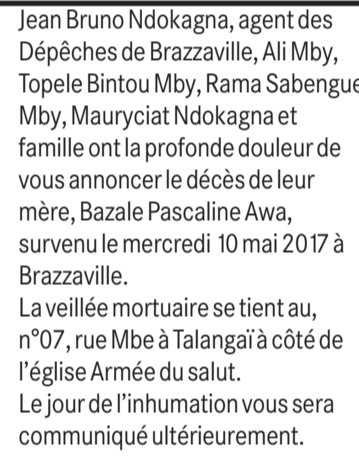 Jean Bruno Ndokagna, agent des
Dépêches de Brazzaville, Ali Mby,
Topele Bintou Mby, Rama Sabengue
Mby, Mauryciat Ndokagna et
famille ont la profonde douleur de
vous annoncer le décès de leur
mère, Bazale Pascaline Awa,
survenu le mercredi 10 mai 2017 à
Brazzaville.
La veillée mortuaire se tient au,
n°07, rue Mbe à Talangaï à côté de
l'église Armée du salut.
Le jour de l'inhumation vous sera
communiqué ultérieurement.